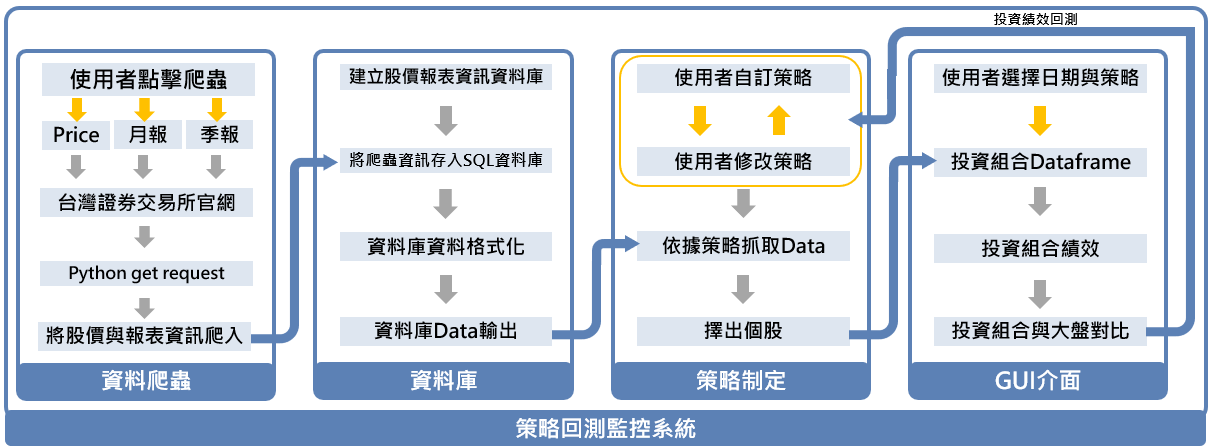 投資績效回測
使用者點擊爬蟲
Price
月報
季報
台灣證券交易所官網
Python get request
將股價與報表資訊爬入
資料爬蟲
建立股價報表資訊資料庫
將爬蟲資訊存入SQL資料庫
資料庫資料格式化
資料庫Data輸出
資料庫
使用者自訂策略
使用者修改策略
依據策略抓取Data
擇出個股
策略制定
使用者選擇日期與策略
投資組合Dataframe
投資組合績效
投資組合與大盤對比
GUI介面
策略回測監控系統